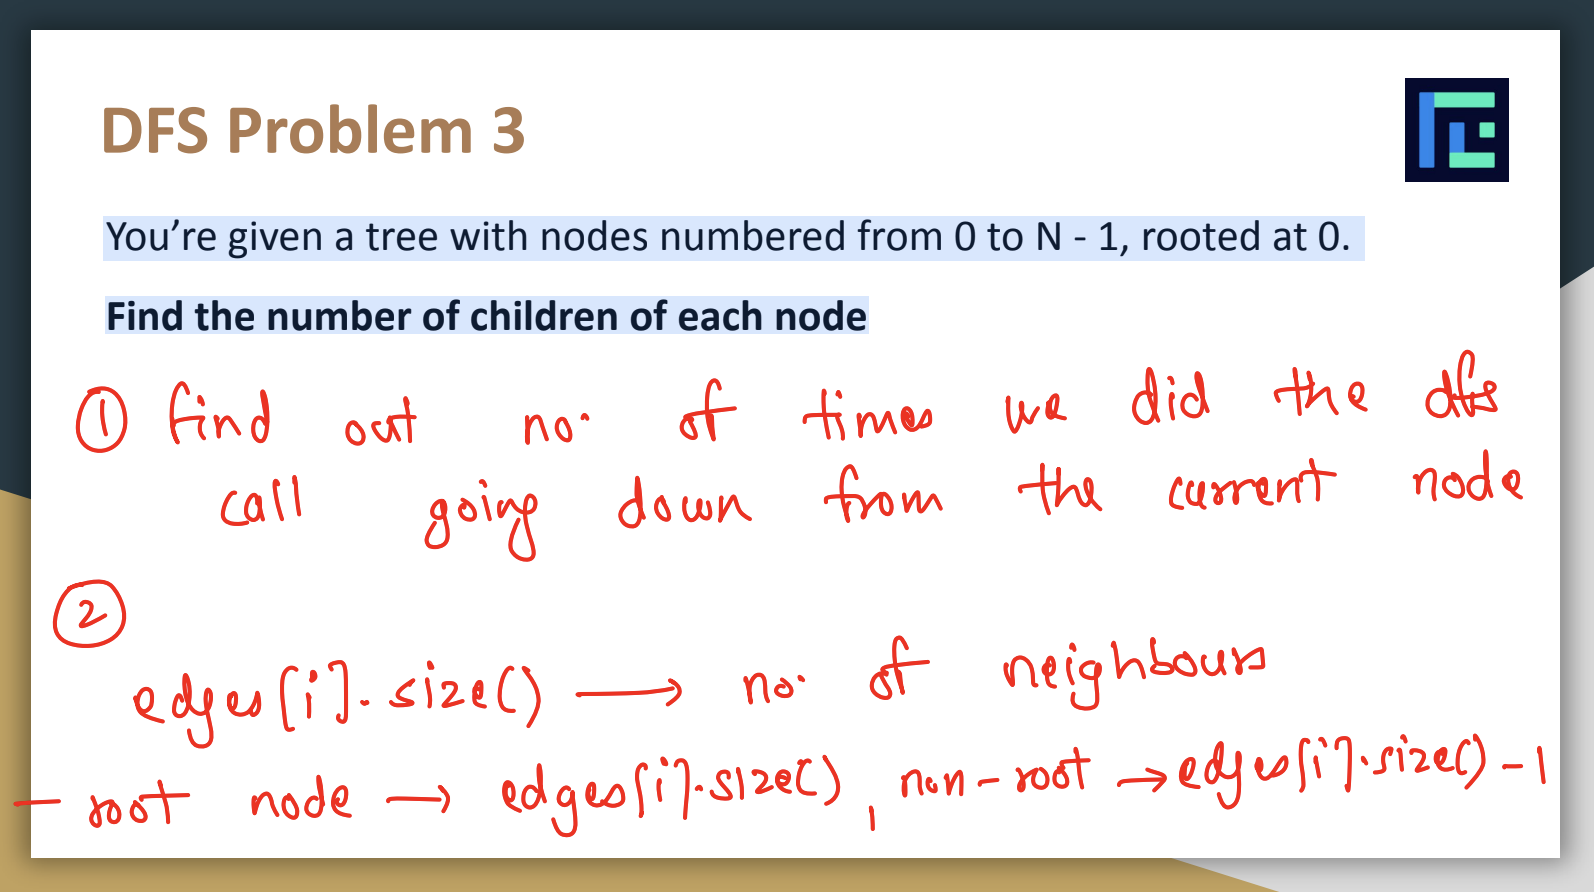 DFS Problem 3
You’re given a tree with nodes numbered from 0 to N - 1, rooted at 0.
Find the number of children of each node
① find out no. of times we did the dfs
call going down from the current node
②
edges[i].size() → no. of neighbours
- root node → edges[i].size(), non-root → edges[i].size() - 1